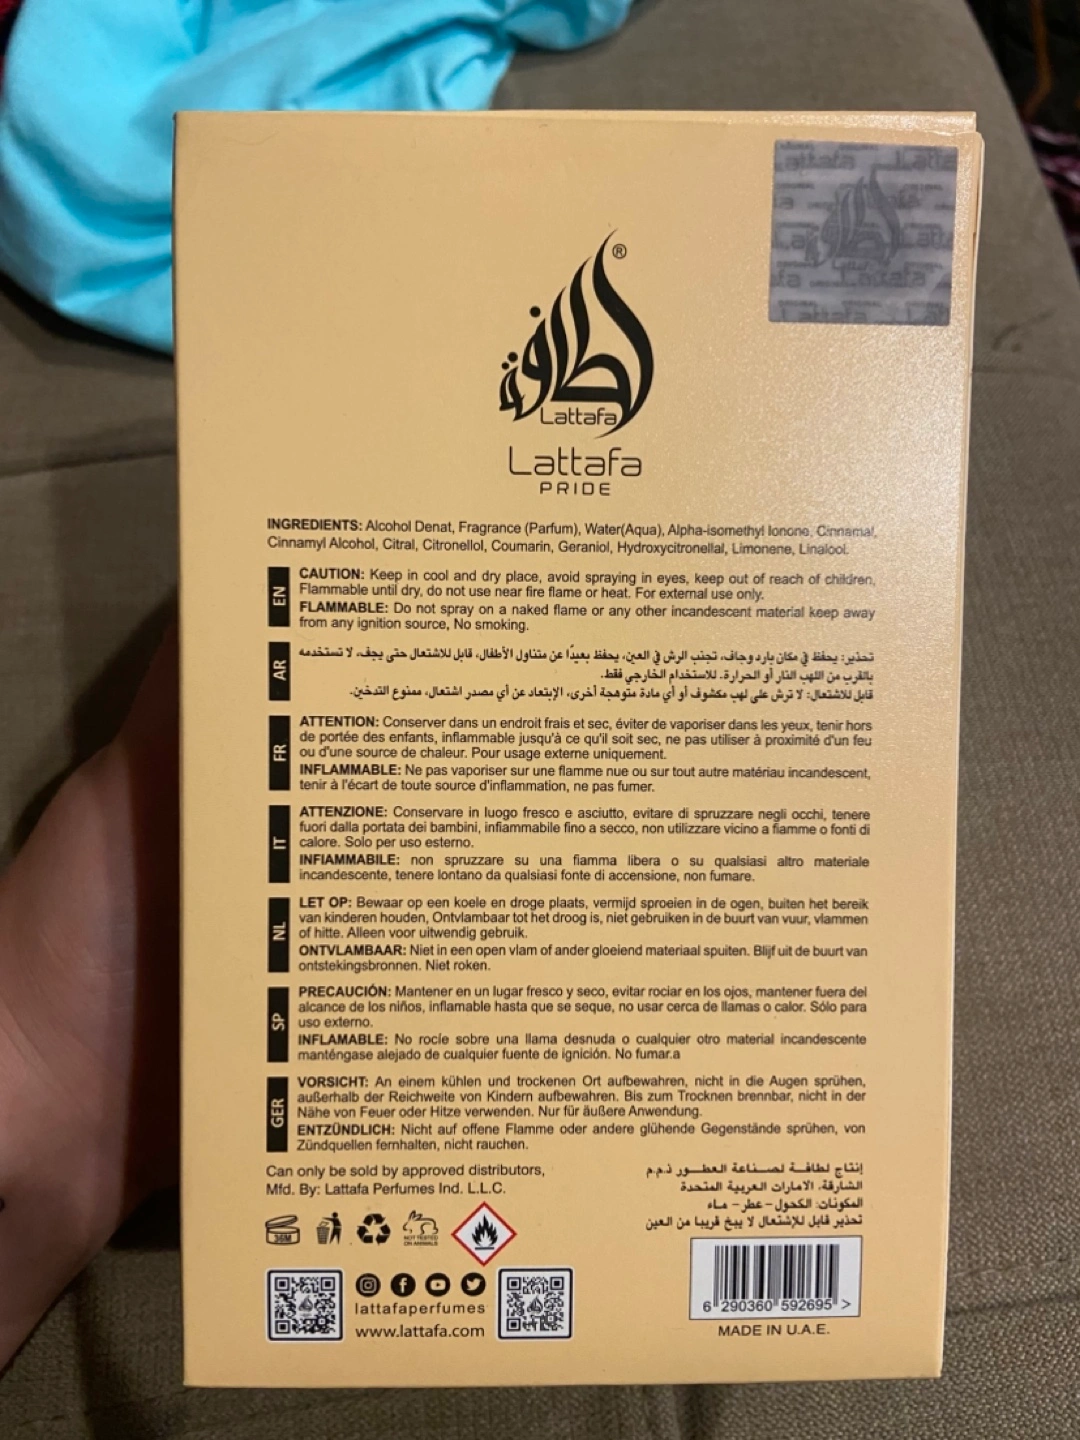 Lattafa Lattafa
Lattafa
ORIGINAL
Lattafa
لطافة ®
Lattafa
Lattafa
PRIDE
INGREDIENTS: Alcohol Denat, Fragrance (Parfum), Water(Aqua), Alpha-isomethyl Ionone, Cinnamal,
Cinnamyl Alcohol, Citral, Citronellol, Coumarin, Geraniol, Hydroxycitronellal, Limonene, Linalool.
EN
CAUTION: Keep in cool and dry place, avoid spraying in eyes, keep out of reach of children,
Flammable until dry, do not use near fire flame or heat. For external use only.
FLAMMABLE: Do not spray on a naked flame or any other incandescent material keep away
from any ignition source, No smoking.
AR
تحذير: يحفظ في مكان بارد وجاف، تجنب الرش في العين، يحفظ بعيدًا عن متناول الأطفال، قابل للاشتعال حتى يجف، لا تستخدمه
بالقرب من اللهب النار أو الحرارة. للاستخدام الخارجي فقط.
قابل للاشتعال: لا ترش على لهب مكشوف أو أي مادة متوهجة أخرى، الإبتعاد عن أي مصدر اشتعال، ممنوع التدخين.
FR
ATTENTION: Conserver dans un endroit frais et sec, éviter de vaporiser dans les yeux, tenir hors
de portée des enfants, inflammable jusqu'à ce qu'il soit sec, ne pas utiliser à proximité d'un feu
ou d'une source de chaleur. Pour usage externe uniquement.
INFLAMMABLE: Ne pas vaporiser sur une flamme nue ou sur tout autre matériau incandescent,
tenir à l'écart de toute source d'inflammation, ne pas fumer.
IT
ATTENZIONE: Conservare in luogo fresco e asciutto, evitare di spruzzare negli occhi, tenere
fuori dalla portata dei bambini, infiammabile fino a secco, non utilizzare vicino a fiamme o fonti di
calore. Solo per uso esterno.
INFIAMMABILE: non spruzzare su una fiamma libera o su qualsiasi altro materiale
incandescente, tenere lontano da qualsiasi fonte di accensione, non fumare.
NL
LET OP: Bewaar op een koele en droge plaats, vermijd sproeien in de ogen, buiten het bereik
van kinderen houden, Ontvlambaar tot het droog is, niet gebruiken in de buurt van vuur, vlammen
of hitte. Alleen voor uitwendig gebruik.
ONTVLAMBAAR: Niet in een open vlam of ander gloeiend materiaal spuiten. Blijf uit de buurt van
ontstekingsbronnen. Niet roken.
SP
PRECAUCIÓN: Mantener en un lugar fresco y seco, evitar rociar en los ojos, mantener fuera del
alcance de los niños, inflamable hasta que se seque, no usar cerca de llamas o calor. Sólo para
uso externo.
INFLAMABLE: No rocíe sobre una llama desnuda o cualquier otro material incandescente
manténgase alejado de cualquier fuente de ignición. No fumar.a
GER
VORSICHT: An einem kühlen und trockenen Ort aufbewahren, nicht in die Augen sprühen,
außerhalb der Reichweite von Kindern aufbewahren. Bis zum Trocknen brennbar, nicht in der
Nähe von Feuer oder Hitze verwenden. Nur für äußere Anwendung.
ENTZÜNDLICH: Nicht auf offene Flamme oder andere glühende Gegenstände sprühen, von
Zündquellen fernhalten, nicht rauchen.
Can only be sold by approved distributors,
Mfd. By: Lattafa Perfumes Ind. L.L.C.
إنتاج لطافة لصناعة العطور ذ.م.م
الشارقة، الامارات العربية المتحدة
المكونات: الكحول – عطر – ماء
تحذير قابل للإشتعال لا يبخ قريبا من العين
36M
NOT TESTED
ON ANIMALS
lattafaperfumes
www.lattafa.com
6 290360 592695 >
MADE IN U.A.E.